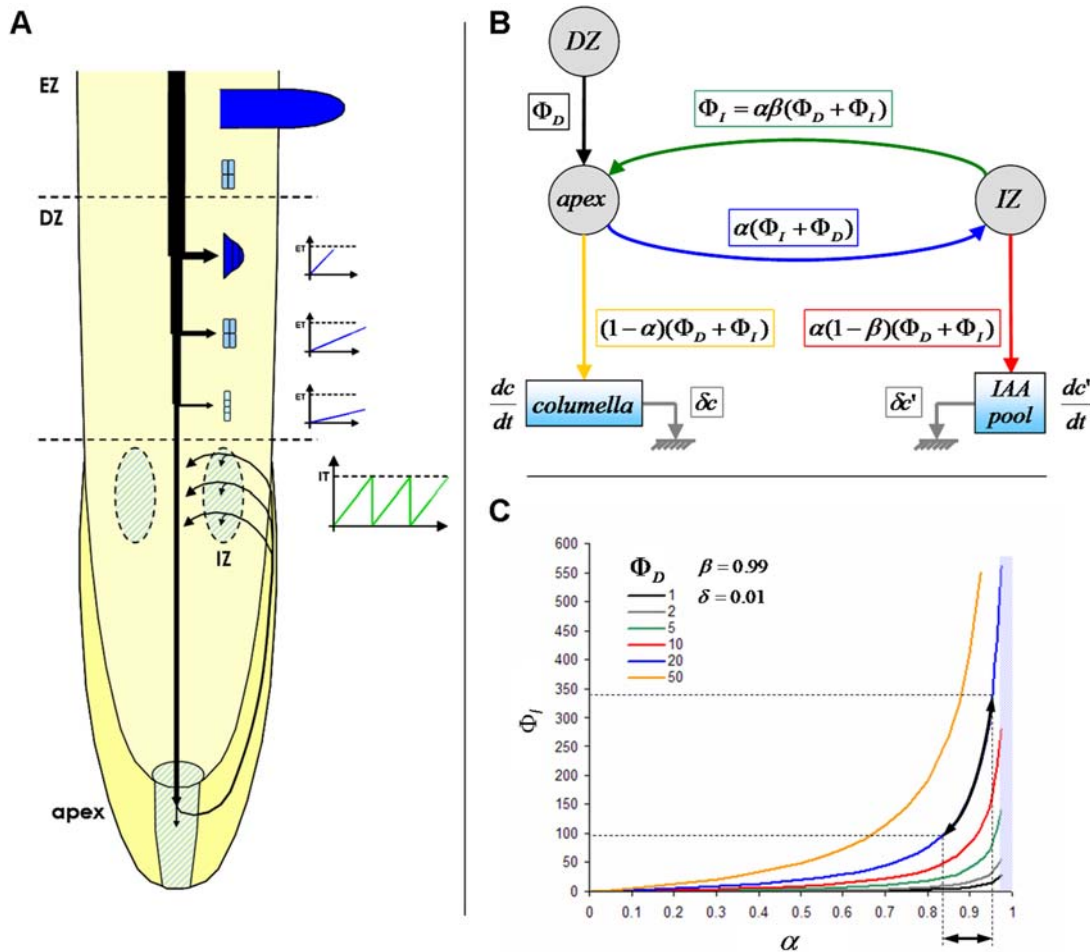 A
EZ
DZ
ET
ET
ET
IT
IZ
apex
B
DZ
Φ_D
Φ_I = αβ(Φ_D + Φ_I)
apex
IZ
α(Φ_I + Φ_D)
(1−α)(Φ_D + Φ_I)
α(1−β)(Φ_D + Φ_I)
dc/dt
columella
δc
δc'
IAA pool
dc'/dt
C
600
550
500
450
400
350
300
250
200
150
100
50
0
Φ_I
Φ_D
β = 0.99
δ = 0.01
1
2
5
10
20
50
0 0.1 0.2 0.3 0.4 0.5 0.6 0.7 0.8 0.9 1
α